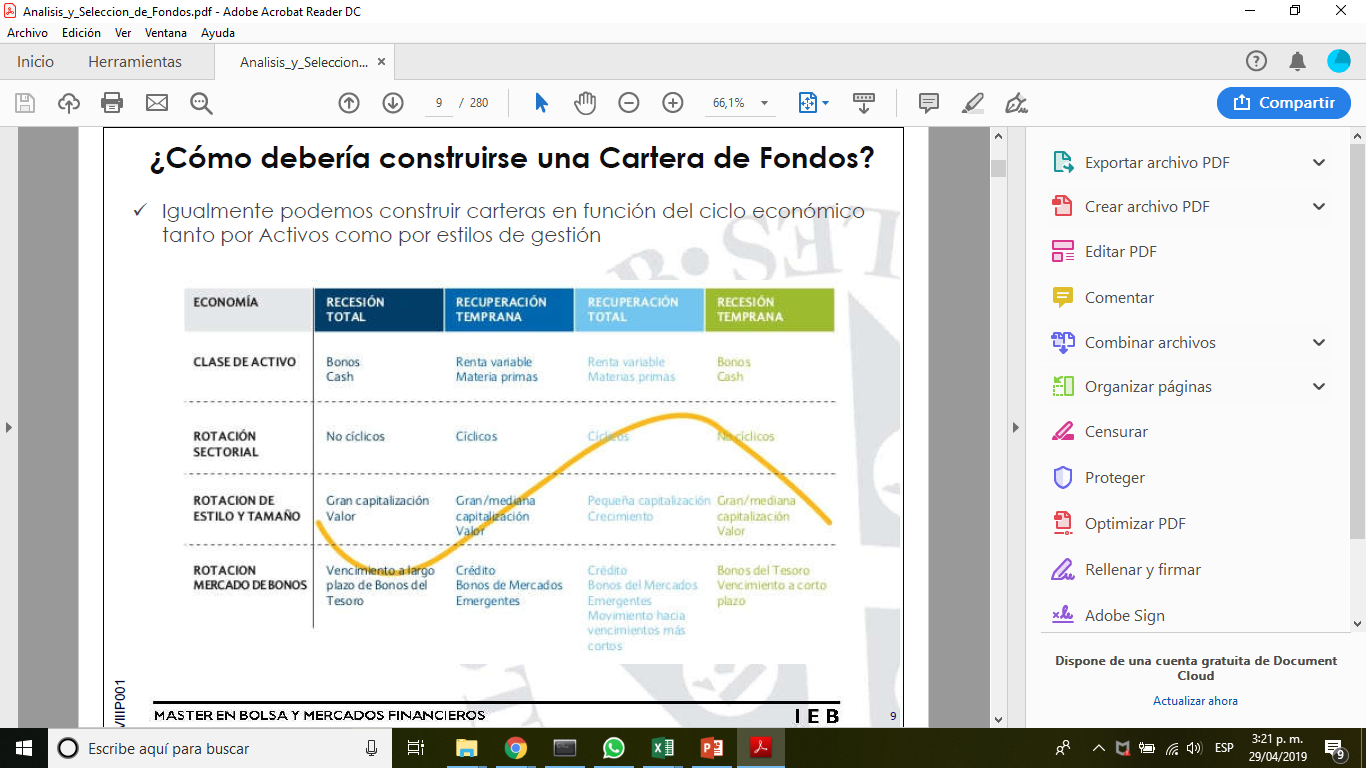 Analisis_y_Seleccion_de_Fondos.pdf - Adobe Acrobat Reader DC
Archivo Edición Ver Ventana Ayuda
Inicio Herramientas Analisis_y_Seleccion... ×
9 / 280 66,1% Compartir
¿Cómo debería construirse una Cartera de Fondos?
✓ Igualmente podemos construir carteras en función del ciclo económico
tanto por Activos como por estilos de gestión
ECONOMÍA
RECESIÓN
TOTAL
RECUPERACIÓN
TEMPRANA
RECUPERACIÓN
TOTAL
RECESIÓN
TEMPRANA
CLASE DE ACTIVO
Bonos
Cash
Renta variable
Materia primas
Renta variable
Materias primas
Bonos
Cash
ROTACIÓN
SECTORIAL
No cíclicos
Cíclicos
Cíclicos
No cíclicos
ROTACION DE
ESTILO Y TAMAÑO
Gran capitalización
Valor
Gran/mediana
capitalización
Valor
Pequeña capitalización
Crecimiento
Gran/mediana
capitalización
Valor
ROTACION
MERCADO DE BONOS
Vencimiento a largo
plazo de Bonos del
Tesoro
Crédito
Bonos de Mercados
Emergentes
Crédito
Bonos del Mercados
Emergentes
Movimiento hacia
vencimientos más
cortos
Bonos del Tesoro
Vencimiento a corto
plazo
MASTER EN BOLSA Y MERCADOS FINANCIEROS I E B 9
Exportar archivo PDF
Crear archivo PDF
Editar PDF
Comentar
Combinar archivos
Organizar páginas
Censurar
Proteger
Optimizar PDF
Rellenar y firmar
Adobe Sign
Dispone de una cuenta gratuita de Document
Cloud
Actualizar ahora
Escribe aquí para buscar
ESP
3:21 p. m.
29/04/2019
9